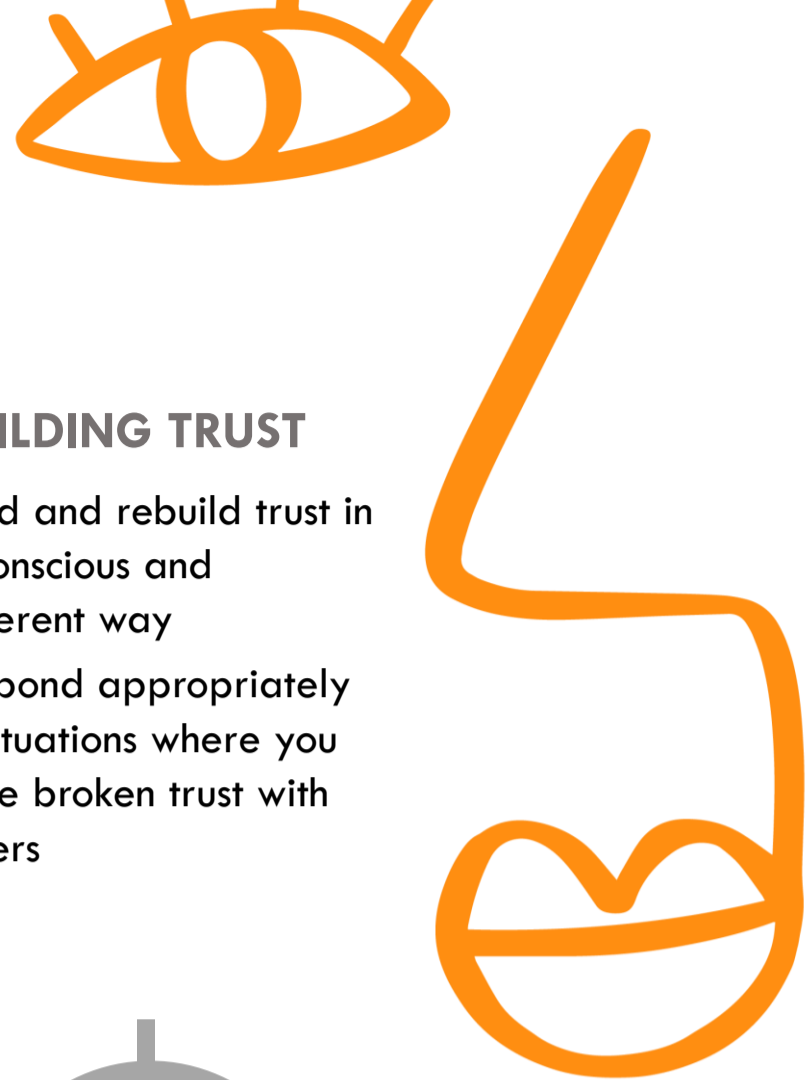 ILDING TRUST
d and rebuild trust in
onscious and
erent way
pond appropriately
tuations where you
e broken trust with
ers